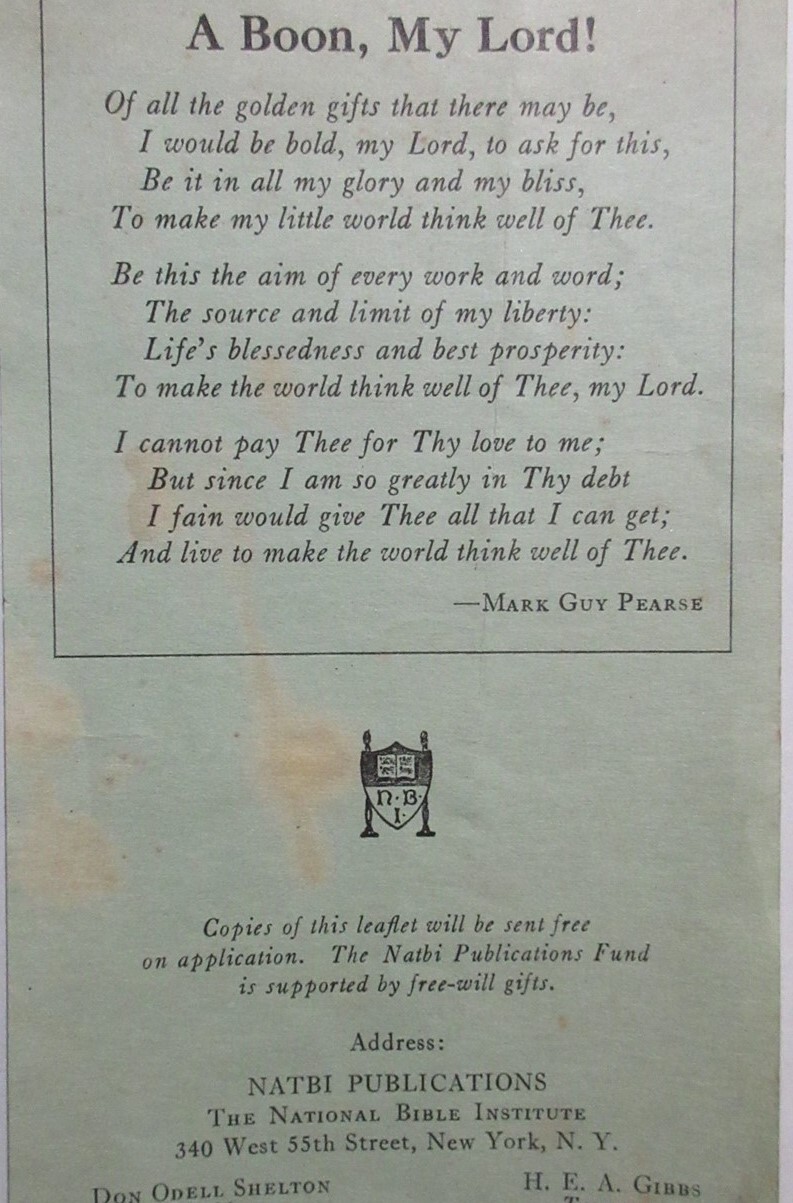 A Boon, My Lord!
Of all the golden gifts that there may be,
I would be bold, my Lord, to ask for this,
Be it in all my glory and my bliss,
To make my little world think well of Thee.
Be this the aim of every work and word;
The source and limit of my liberty:
Life's blessedness and best prosperity:
To make the world think well of Thee, my Lord.
I cannot pay Thee for Thy love to me;
But since I am so greatly in Thy debt
I fain would give Thee all that I can get;
And live to make the world think well of Thee.
—MARK GUY PEARSE
N·B·
I·
Copies of this leaflet will be sent free
on application. The Natbi Publications Fund
is supported by free-will gifts.
Address:
NATBI PUBLICATIONS
THE NATIONAL BIBLE INSTITUTE
340 West 55th Street, New York, N. Y.
DON ODELL SHELTON H. E. A. GIBBS